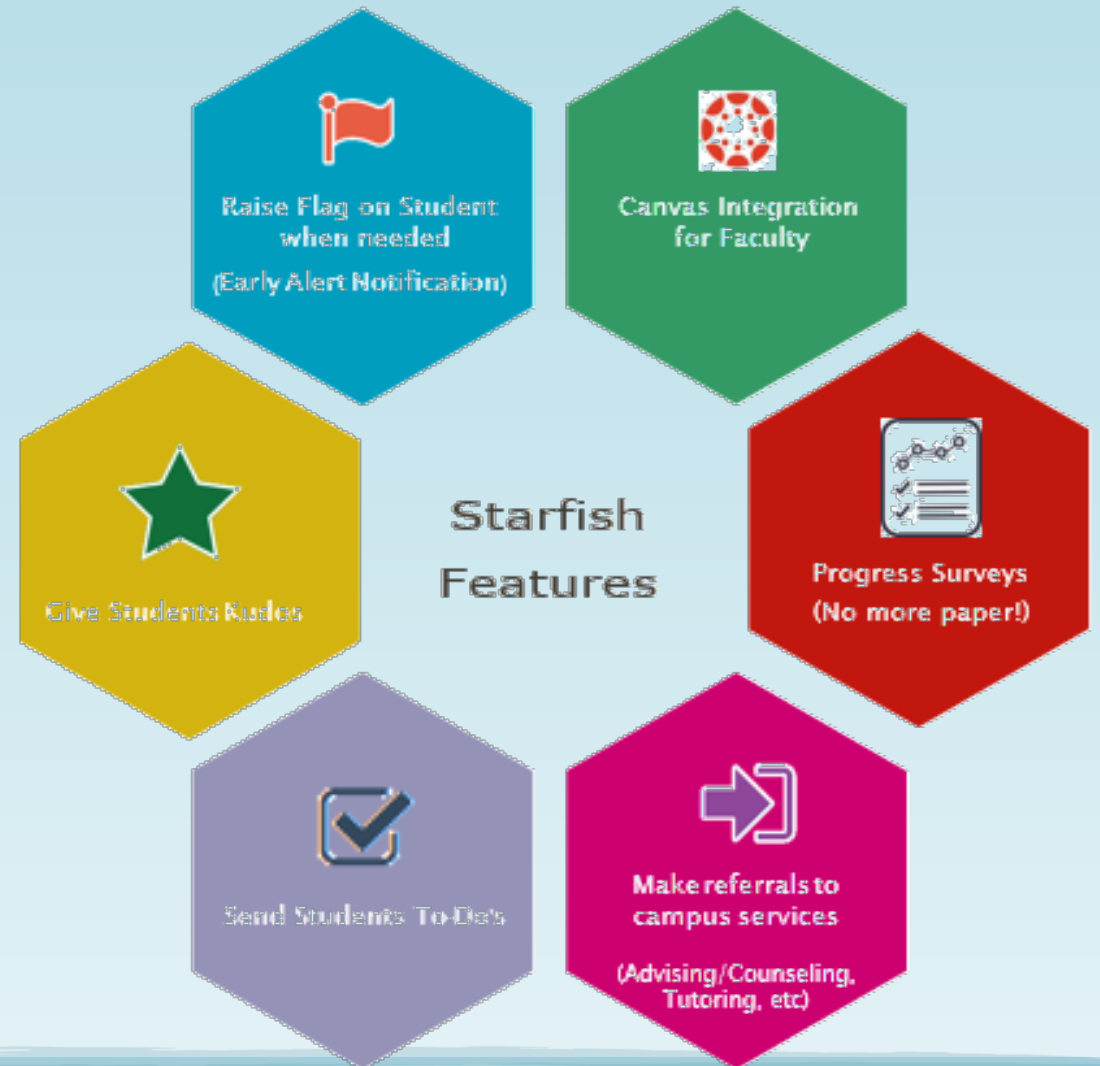 Raise Flag on Student
when needed
(Early Alert Notification)
Canvas Integration
for Faculty
Starfish
Features
Give Students Kudos
Progress Surveys
(No more paper!)
Send Students To-Do's
Make referrals to
campus services
(Advising/Counseling,
Tutoring, etc)